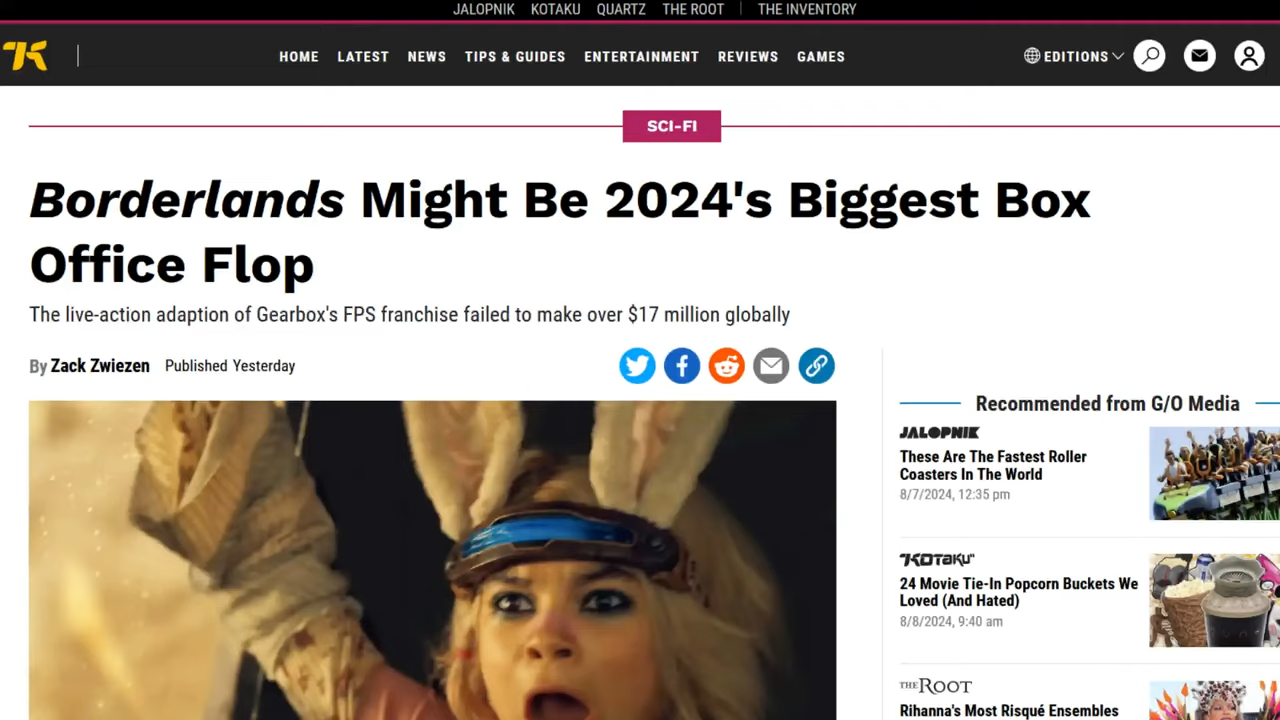 JALOPNIK KOTAKU QUARTZ THE ROOT THE INVENTORY
HOME LATEST NEWS TIPS & GUIDES ENTERTAINMENT REVIEWS GAMES EDITIONS
SCI-FI
Borderlands Might Be 2024's Biggest Box
Office Flop
The live-action adaption of Gearbox's FPS franchise failed to make over $17 million globally
By Zack Zwiezen Published Yesterday
Recommended from G/O Media
JALOPNIK
These Are The Fastest Roller
Coasters In The World
8/7/2024, 12:35 pm
KOTAKU
24 Movie Tie-In Popcorn Buckets We
Loved (And Hated)
8/8/2024, 9:40 am
THE ROOT
Rihanna's Most Risqué Ensembles